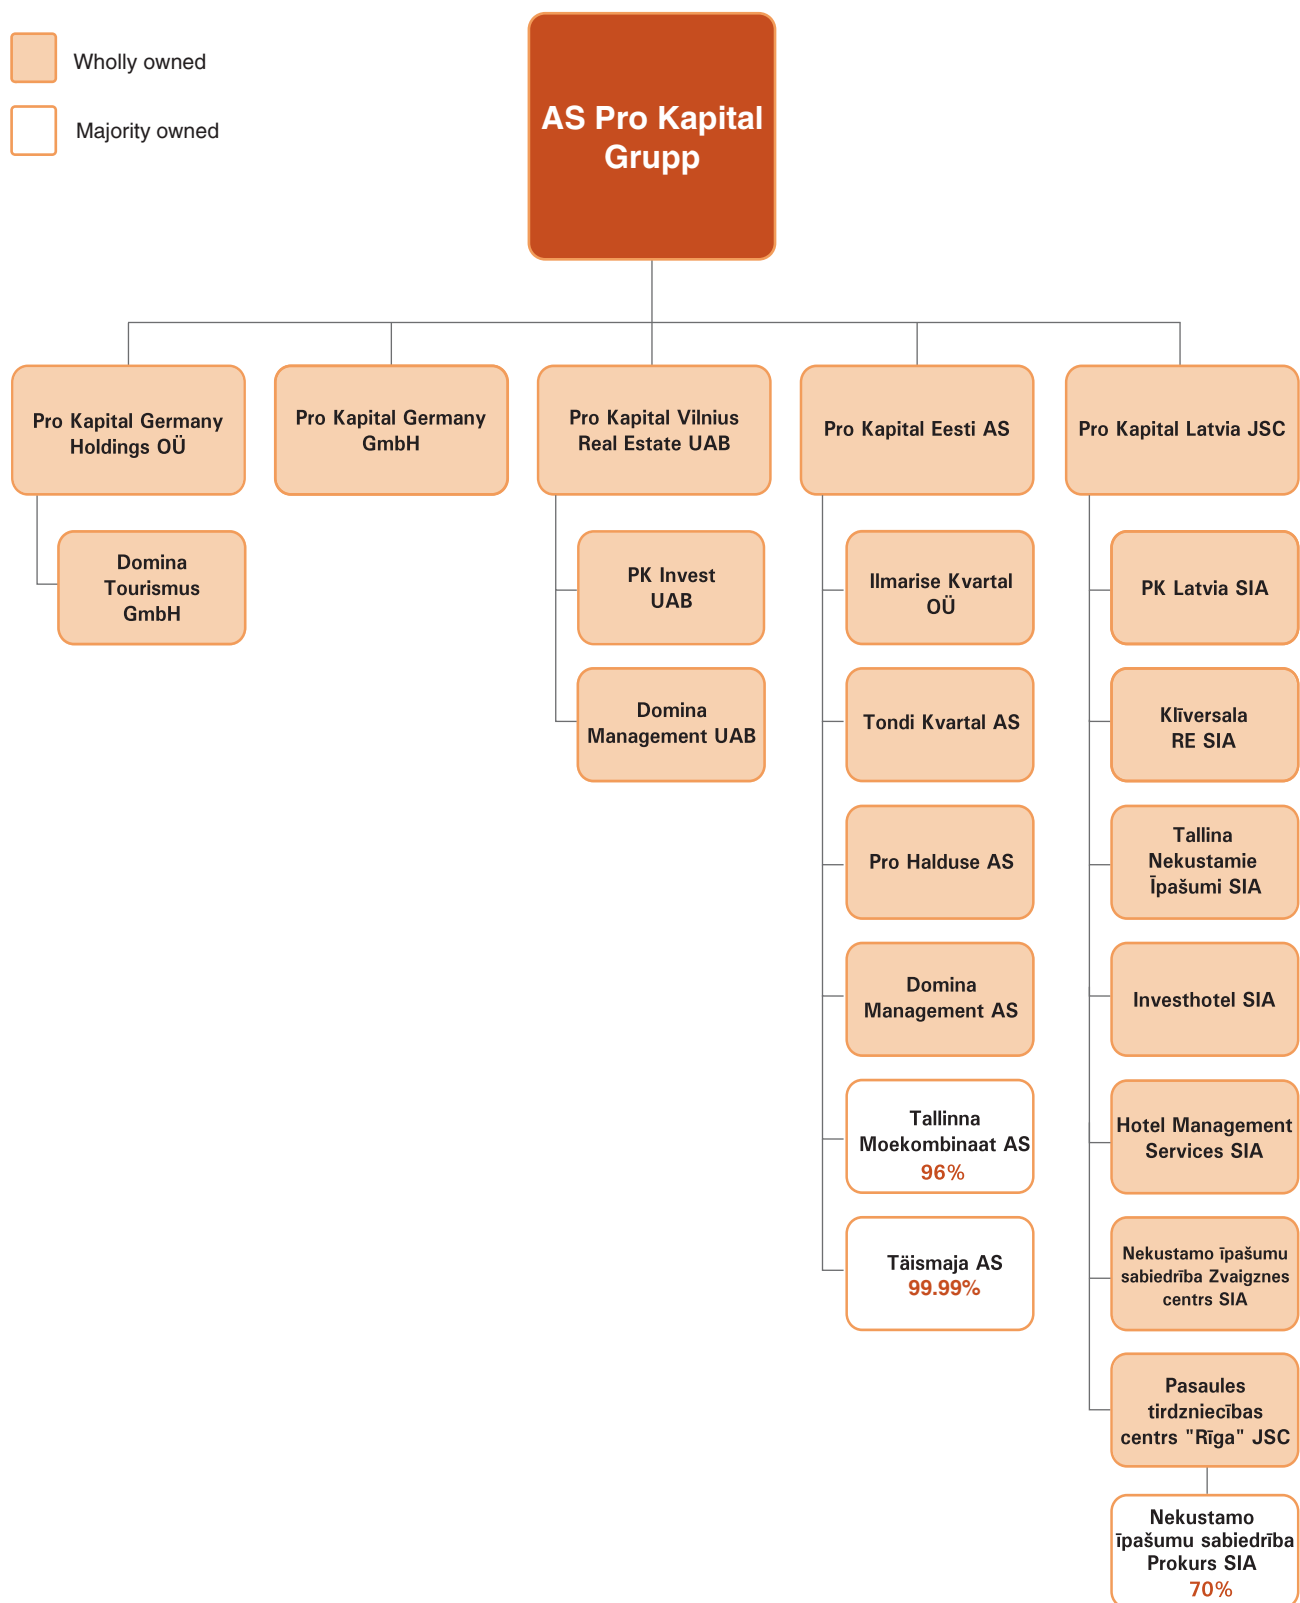 Wholly owned
Majority owned
AS Pro Kapital
Grupp
Pro Kapital Germany
Holdings OÜ
Pro Kapital Germany
GmbH
Pro Kapital Vilnius
Real Estate UAB
Pro Kapital Eesti AS
Pro Kapital Latvia JSC
Domina
Tourismus
GmbH
PK Invest
UAB
Domina
Management UAB
Ilmarise Kvartal
OÜ
Tondi Kvartal AS
Pro Halduse AS
Domina
Management AS
Tallinna
Moekombinaat AS
96%
Täismaja AS
99.99%
PK Latvia SIA
Klīversala
RE SIA
Tallina
Nekustamie
Īpašumi SIA
Investhotel SIA
Hotel Management
Services SIA
Nekustamo īpašumu
sabiedrība Zvaigznes
centrs SIA
Pasaules
tirdzniecības
centrs "Rīga" JSC
Nekustamo
īpašumu sabiedrība
Prokurs SIA
70%